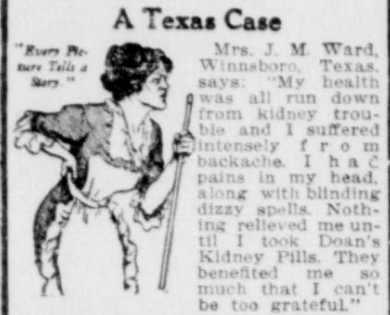 A Texas Case
"Every Pic-
ture Tells a
Story."
Mrs. J. M. Ward,
Winnsboro, Texas,
says: "My health
was all run down
from kidney trou-
ble and I suffered
intensely from
backache. I had
pains in my head,
along with blinding
dizzy spells. Noth-
ing relieved me un-
til I took Doan's
Kidney Pills. They
benefited me so
much that I can't
be too grateful."